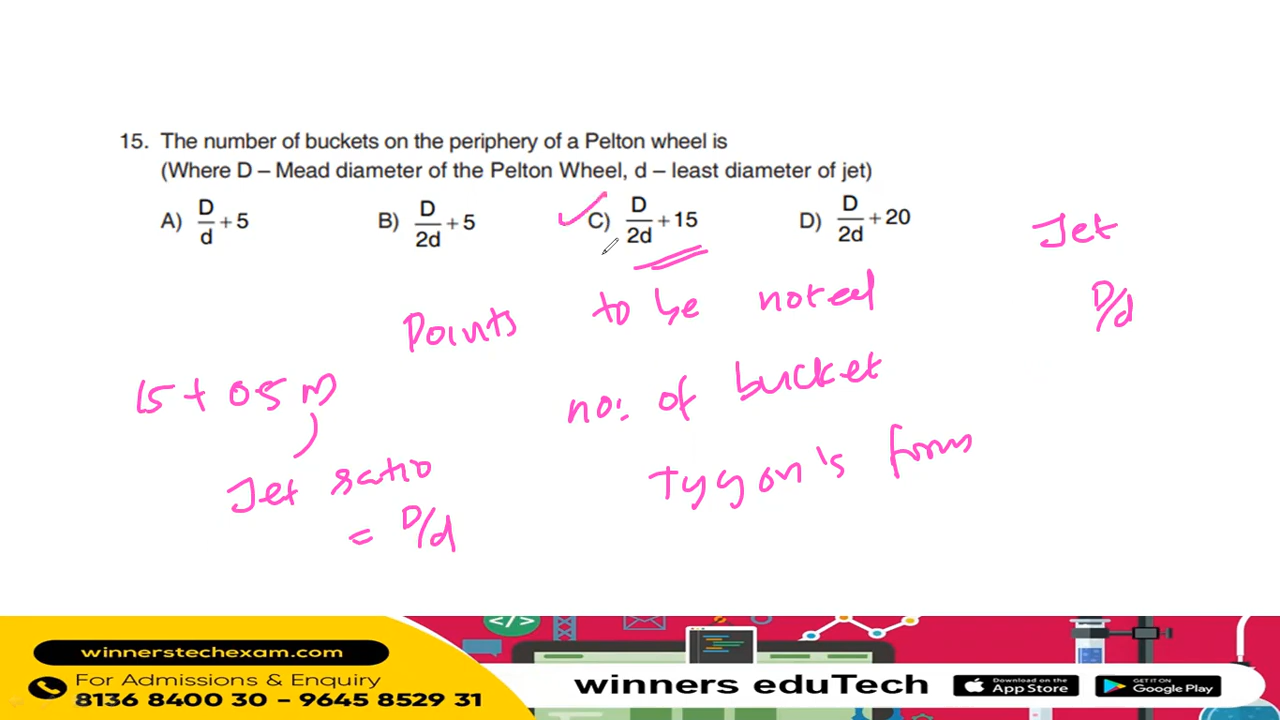 15. The number of buckets on the periphery of a Pelton wheel is
(Where D – Mead diameter of the Pelton Wheel, d – least diameter of jet)
A) D/d + 5 B) D/2d + 5 C) D/2d + 15 D) D/2d + 20
Jet
D/d
Points to be noted
15 + 0.5 m
no: of bucket
Jet ratio
= D/d
Tygon's form
</>
winnerstechexam.com
For Admissions & Enquiry
8136 8400 30 - 9645 8529 31
winners eduTech
Download on the
App Store
GET IT ON
Google Play